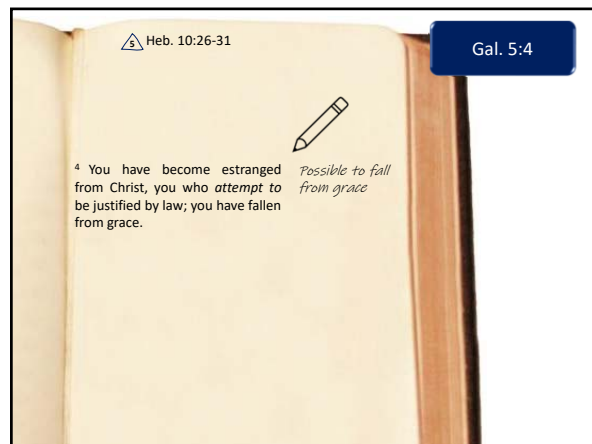 5 Heb. 10:26-31
Gal. 5:4
4 You have become estranged
from Christ, you who attempt to
be justified by law; you have fallen
from grace.
Possible to fall
from grace